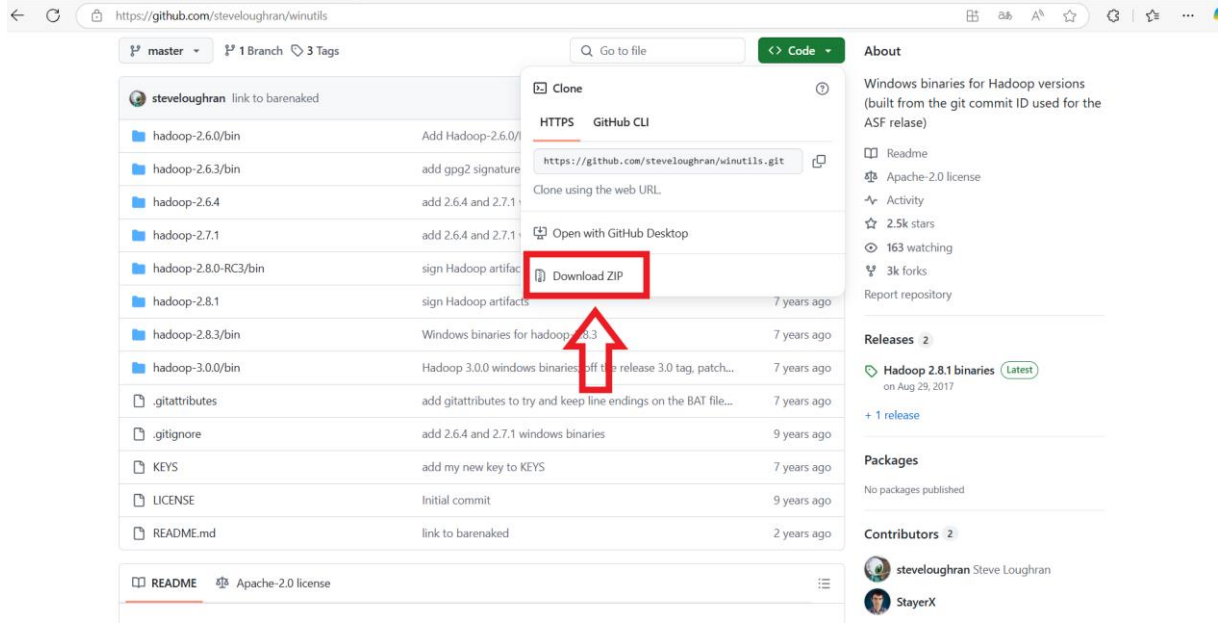 https://github.com/steveloughran/winutils
master 1 Branch 3 Tags
Go to file
<> Code
steveloughran link to barenaked
hadoop-2.6.0/bin Add Hadoop-2.6.0/
hadoop-2.6.3/bin add gpg2 signature
hadoop-2.6.4 add 2.6.4 and 2.7.1
hadoop-2.7.1 add 2.6.4 and 2.7.1
hadoop-2.8.0-RC3/bin sign Hadoop artifac
hadoop-2.8.1 sign Hadoop artifacts 7 years ago
hadoop-2.8.3/bin Windows binaries for hadoop-2.8.3 7 years ago
hadoop-3.0.0/bin Hadoop 3.0.0 windows binaries, off the release 3.0 tag, patch... 7 years ago
.gitattributes add gitattributes to try and keep line endings on the BAT file... 7 years ago
.gitignore add 2.6.4 and 2.7.1 windows binaries 9 years ago
KEYS add my new key to KEYS 7 years ago
LICENSE Initial commit 9 years ago
README.md link to barenaked 2 years ago
README Apache-2.0 license
Clone
HTTPS GitHub CLI
https://github.com/steveloughran/winutils.git
Clone using the web URL.
Open with GitHub Desktop
Download ZIP
About
Windows binaries for Hadoop versions
(built from the git commit ID used for the
ASF relase)
Readme
Apache-2.0 license
Activity
2.5k stars
163 watching
3k forks
Report repository
Releases 2
Hadoop 2.8.1 binaries Latest
on Aug 29, 2017
+ 1 release
Packages
No packages published
Contributors 2
steveloughran Steve Loughran
StayerX